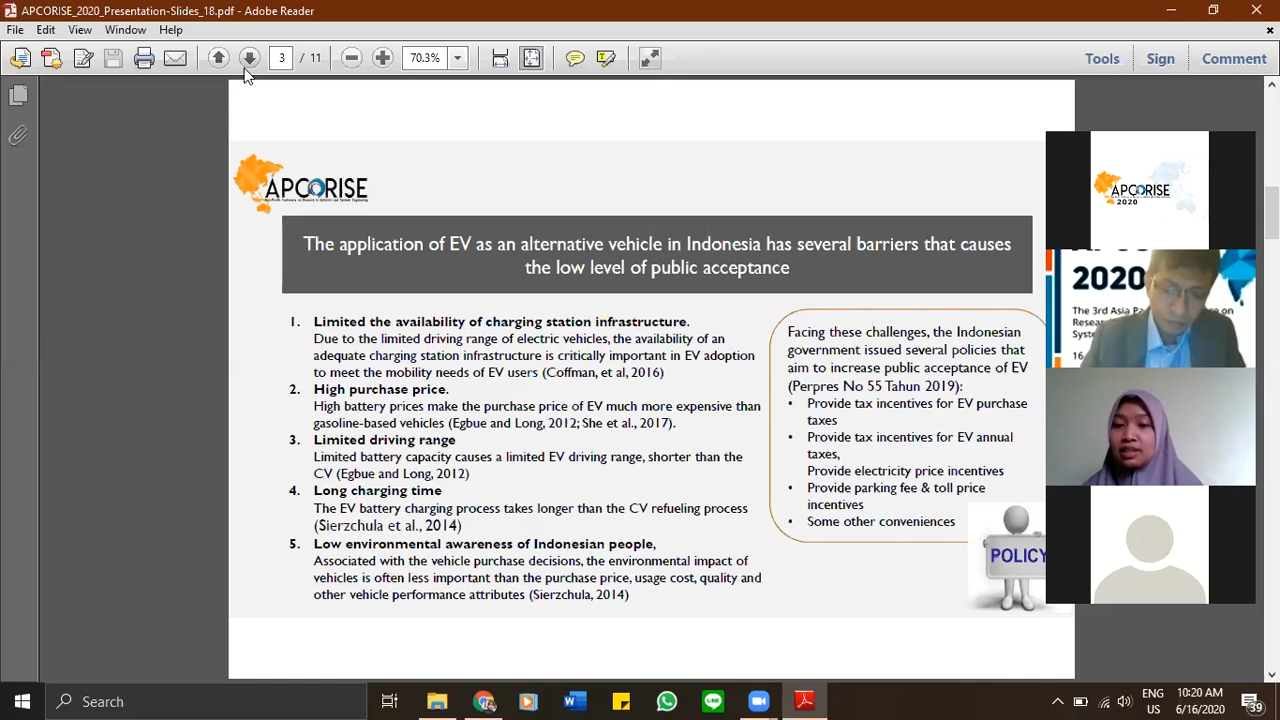 APCORISE_2020_Presentation-Slides_18.pdf - Adobe Reader
File Edit View Window Help
3 / 11 70.3% Tools Sign Comment
APCORISE
The application of EV as an alternative vehicle in Indonesia has several barriers that causes
the low level of public acceptance
1. Limited the availability of charging station infrastructure.
Due to the limited driving range of electric vehicles, the availability of an
adequate charging station infrastructure is critically important in EV adoption
to meet the mobility needs of EV users (Coffman, et al, 2016)
2. High purchase price.
High battery prices make the purchase price of EV much more expensive than
gasoline-based vehicles (Egbue and Long, 2012; She et al., 2017).
3. Limited driving range
Limited battery capacity causes a limited EV driving range, shorter than the
CV (Egbue and Long, 2012)
4. Long charging time
The EV battery charging process takes longer than the CV refueling process
(Sierzchula et al., 2014)
5. Low environmental awareness of Indonesian people,
Associated with the vehicle purchase decisions, the environmental impact of
vehicles is often less important than the purchase price, usage cost, quality and
other vehicle performance attributes (Sierzchula, 2014)
Facing these challenges, the Indonesian
government issued several policies that
aim to increase public acceptance of EV
(Perpres No 55 Tahun 2019):
• Provide tax incentives for EV purchase
taxes
• Provide tax incentives for EV annual
taxes,
Provide electricity price incentives
• Provide parking fee & toll price
incentives
• Some other conveniences
POLICY
APCORISE
2020
2020
The 3rd Asia Pa
on
Resea
Syste
16
Search
ENG
US
10:20 AM
6/16/2020
39